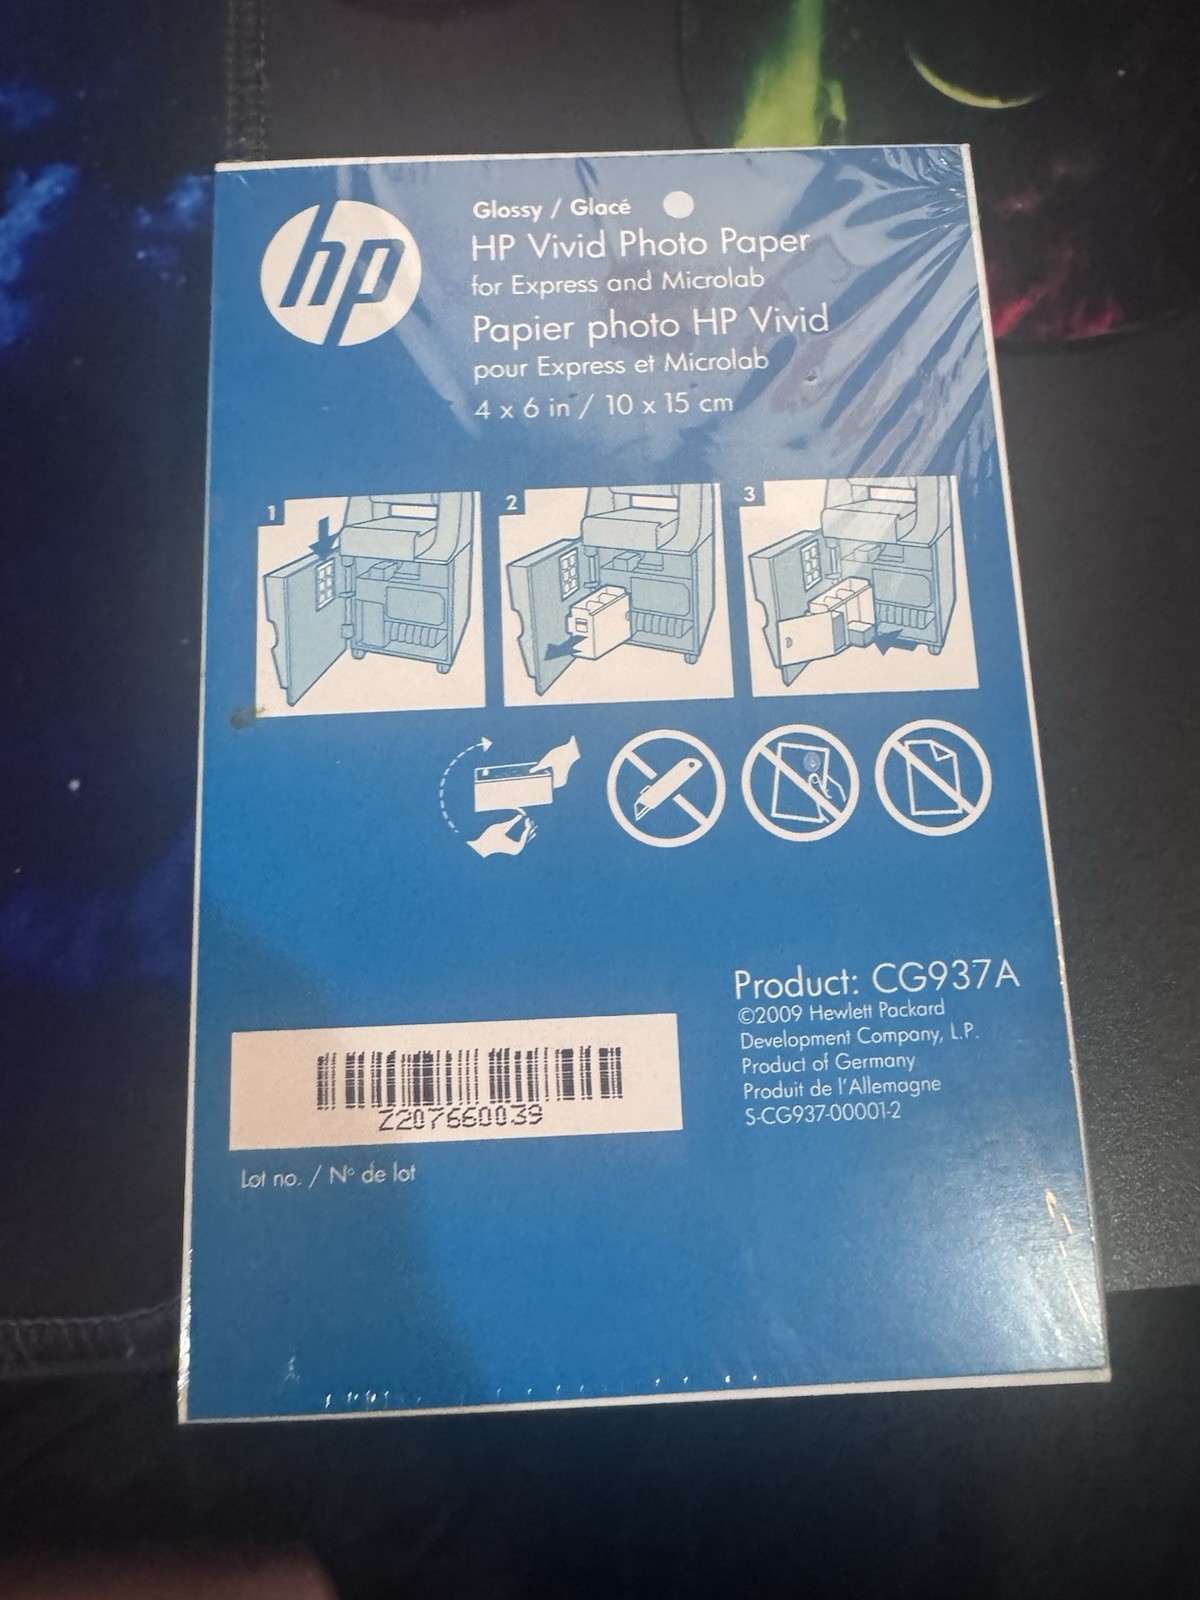 hp
Glossy / Glacé
HP Vivid Photo Paper
for Express and Microlab
Papier photo HP Vivid
pour Express et Microlab
4 x 6 in / 10 x 15 cm
1
2
3
Product: CG937A
©2009 Hewlett Packard
Development Company, L.P.
Product of Germany
Produit de l'Allemagne
S-CG937-00001-2
Z207660039
Lot no. / Nº de lot